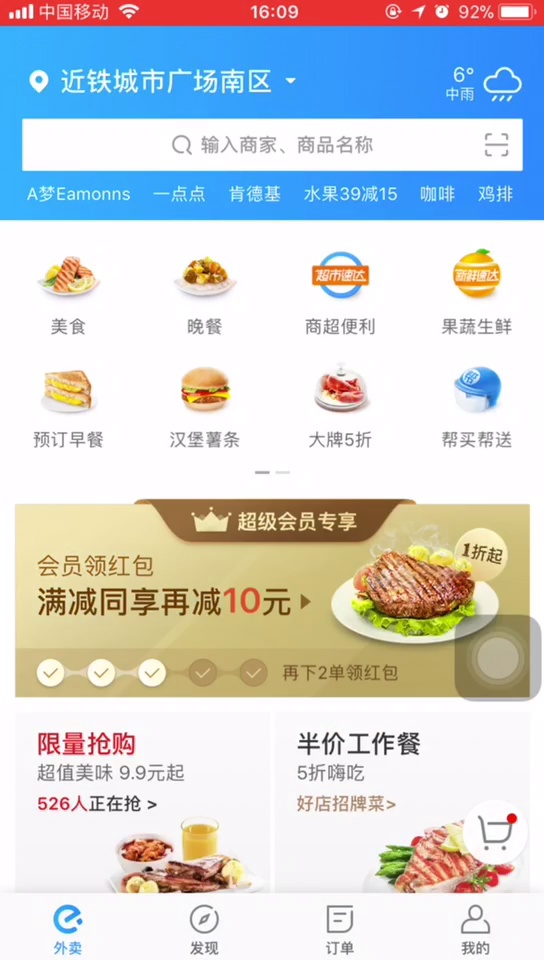 中国移动 16:09 92%
近铁城市广场南区 6°
中雨
输入商家、商品名称
A梦Eamonns 一点点 肯德基 水果39减15 咖啡 鸡排
超市速达 新鲜速达
美食 晚餐 商超便利 果蔬生鲜
帮
预订早餐 汉堡薯条 大牌5折 帮买帮送
超级会员专享
1折起
会员领红包
满减同享再减10元
再下2单领红包
限量抢购 半价工作餐
超值美味 9.9元起 5折嗨吃
526人正在抢 > 好店招牌菜>
外卖 发现 订单 我的